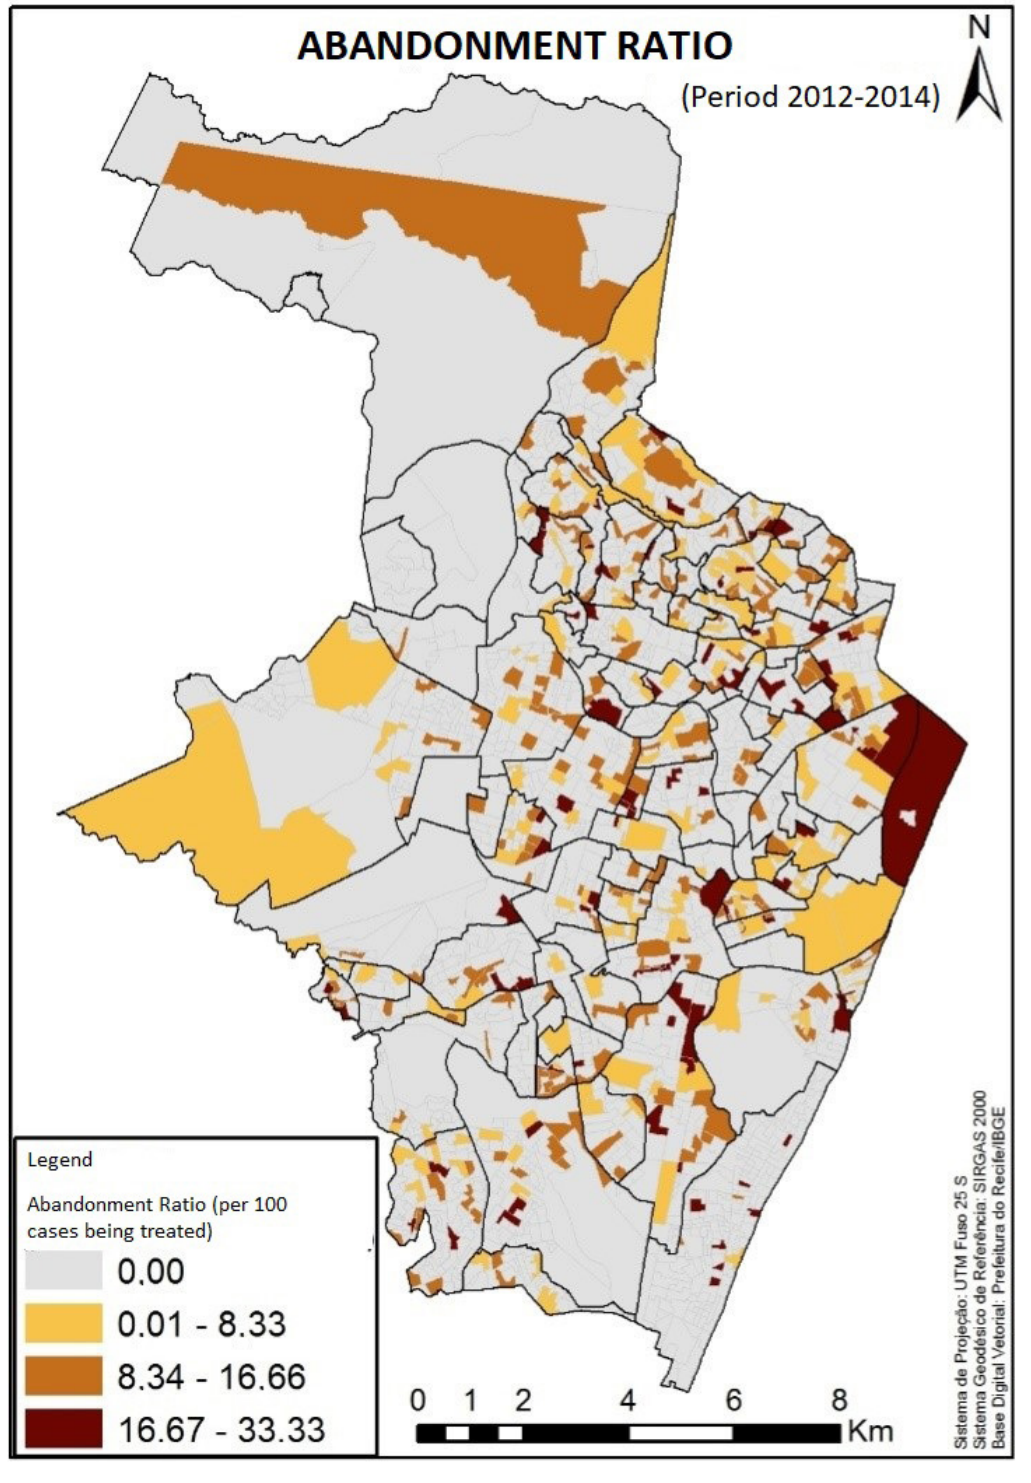 ABANDONMENT RATIO
N
(Period 2012-2014)
Legend
Abandonment Ratio (per 100
cases being treated)
0,00
0.01 - 8.33
8.34 - 16.66
16.67 - 33.33
0 1 2 4 6 8
Km
Sistema de Projeção: UTM Fuso 25 S
Sistema Geodésico de Referência: SIRGAS 2000
Base Digital Vetorial: Prefeitura do Recife/IBGE